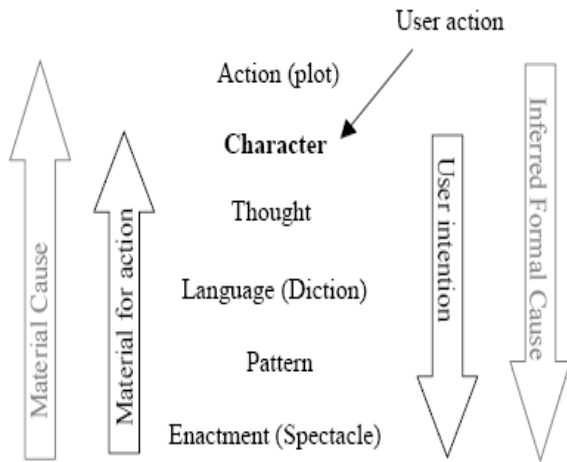 User action
Action (plot)
Character
Thought
Language (Diction)
Pattern
Enactment (Spectacle)
Material Cause
Material for action
User intention
Inferred Formal Cause